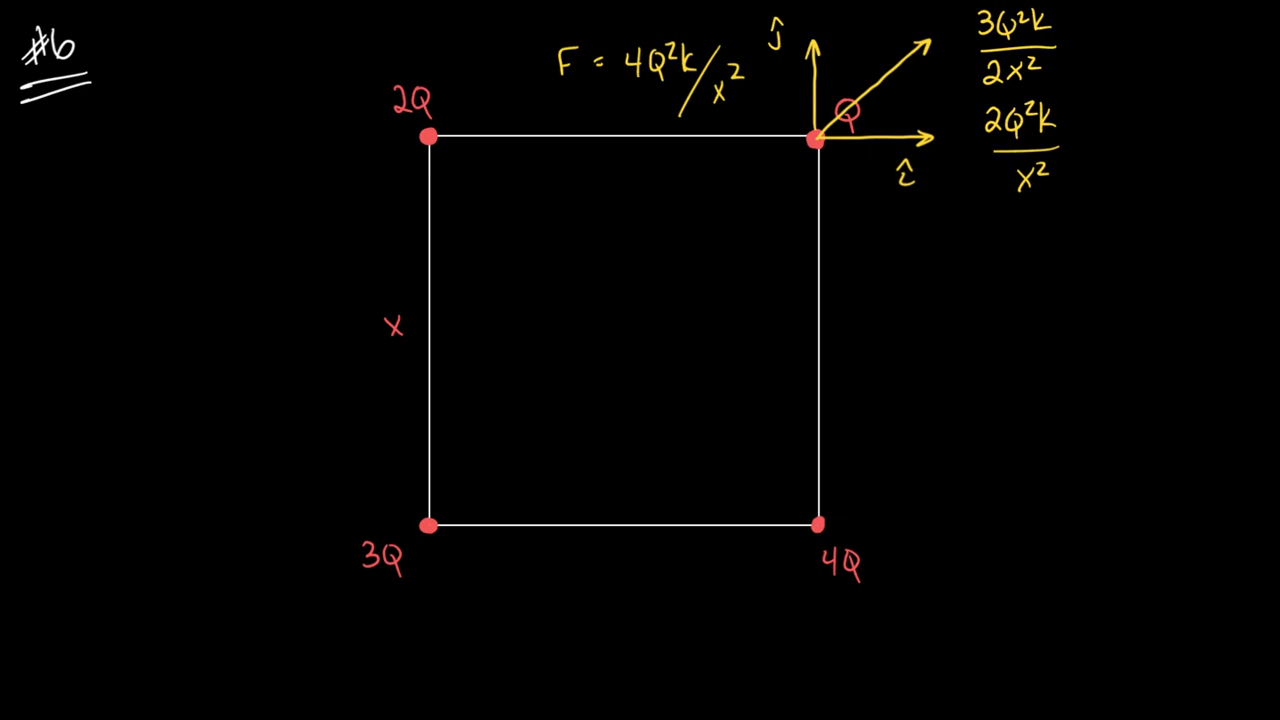 #6
2Q
F = 4Q²k/x²
ĵ
Q
î
3Q²k
2x²
2Q²k
x²
x
3Q
4Q